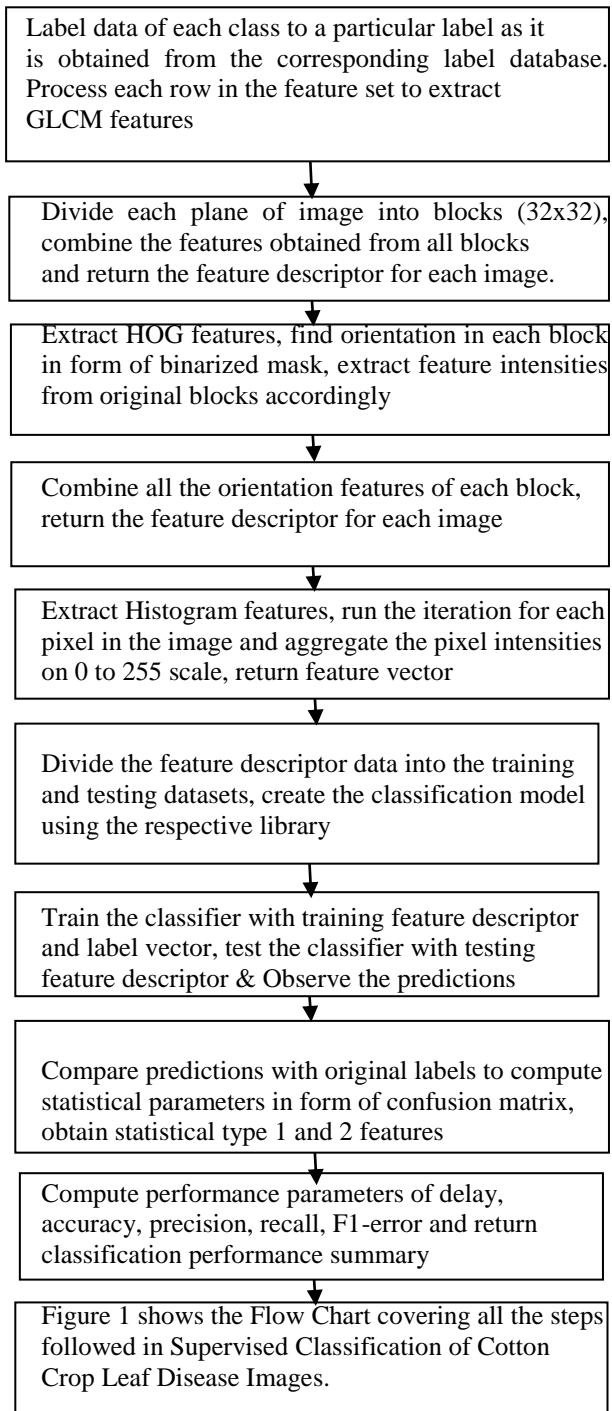 Label data of each class to a particular label as it
is obtained from the corresponding label database.
Process each row in the feature set to extract
GLCM features
Divide each plane of image into blocks (32x32),
combine the features obtained from all blocks
and return the feature descriptor for each image.
Extract HOG features, find orientation in each block
in form of binarized mask, extract feature intensities
from original blocks accordingly
Combine all the orientation features of each block,
return the feature descriptor for each image
Extract Histogram features, run the iteration for each
pixel in the image and aggregate the pixel intensities
on 0 to 255 scale, return feature vector
Divide the feature descriptor data into the training
and testing datasets, create the classification model
using the respective library
Train the classifier with training feature descriptor
and label vector, test the classifier with testing
feature descriptor & Observe the predictions
Compare predictions with original labels to compute
statistical parameters in form of confusion matrix,
obtain statistical type 1 and 2 features
Compute performance parameters of delay,
accuracy, precision, recall, F1-error and return
classification performance summary
Figure 1 shows the Flow Chart covering all the steps
followed in Supervised Classification of Cotton
Crop Leaf Disease Images.